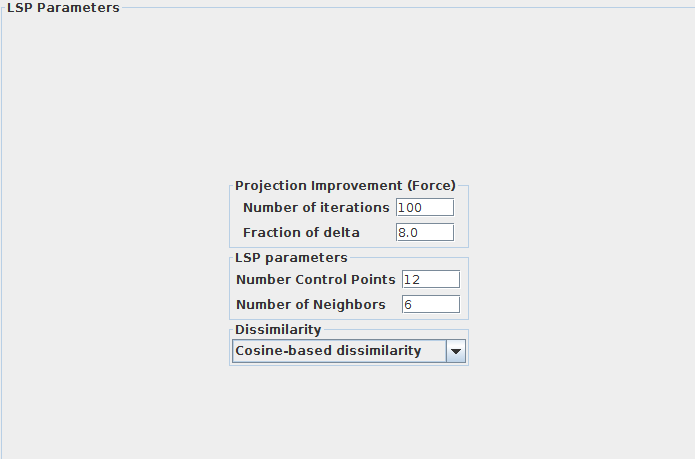 LSP Parameters
Projection Improvement (Force)
Number of iterations 100
Fraction of delta 8.0
LSP parameters
Number Control Points 12
Number of Neighbors 6
Dissimilarity
Cosine-based dissimilarity